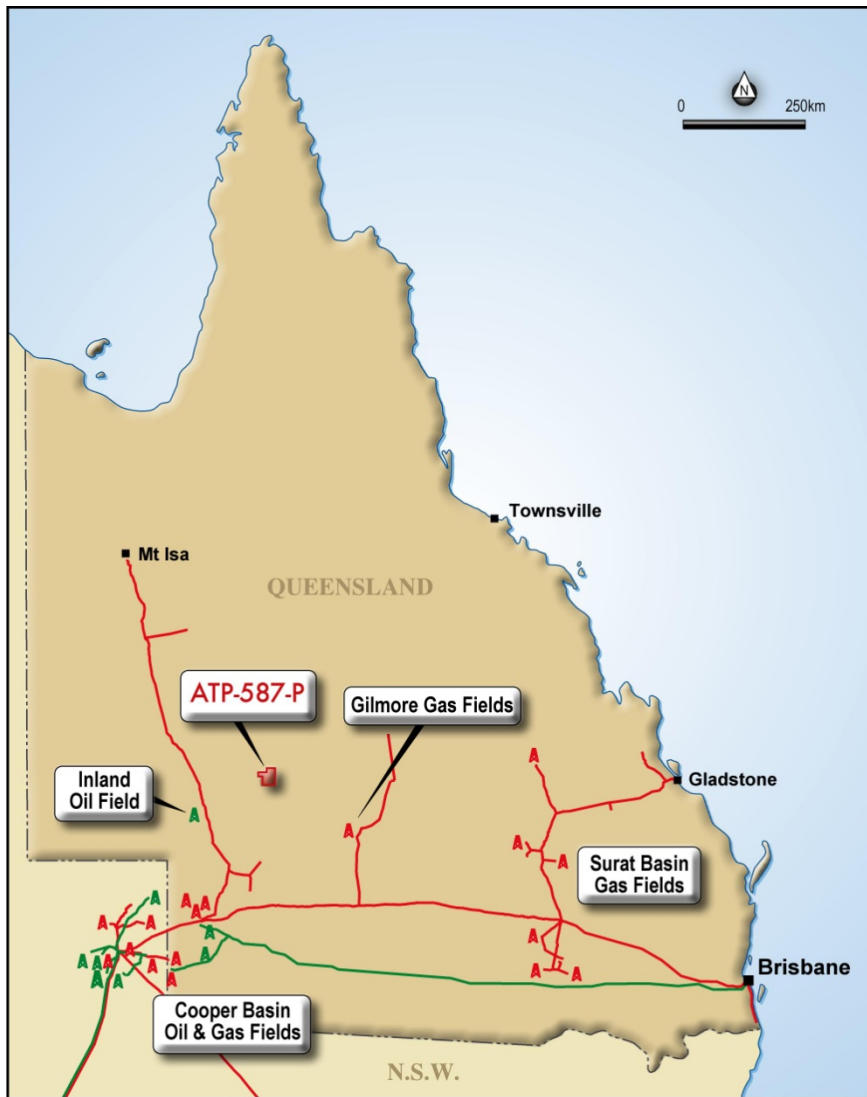 N
0 250km
Townsville
Mt Isa
QUEENSLAND
ATP-587-P
Gilmore Gas Fields
Inland
Oil Field
Gladstone
Surat Basin
Gas Fields
Brisbane
Cooper Basin
Oil & Gas Fields
N.S.W.